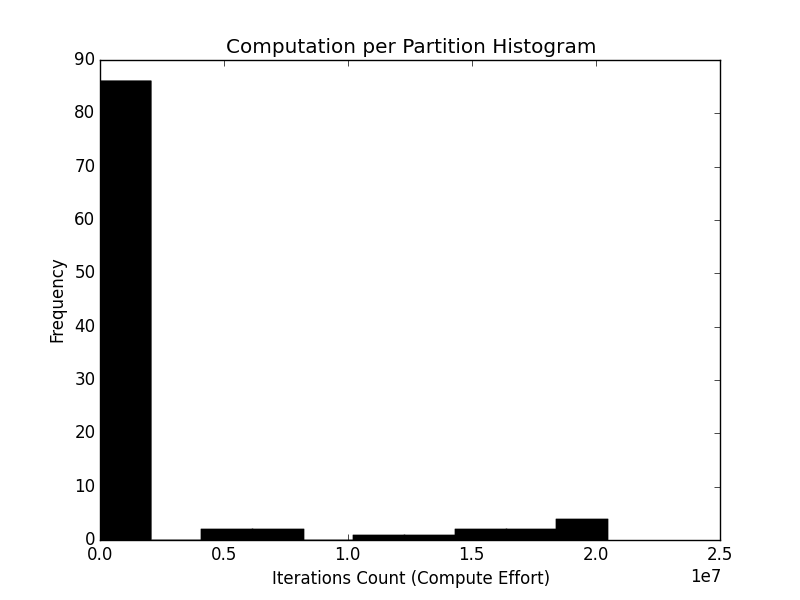 Computation per Partition Histogram
90
80
70
60
50
40
30
20
10
0
Frequency
0.0 0.5 1.0 1.5 2.0 2.5
1e7
Iterations Count (Compute Effort)